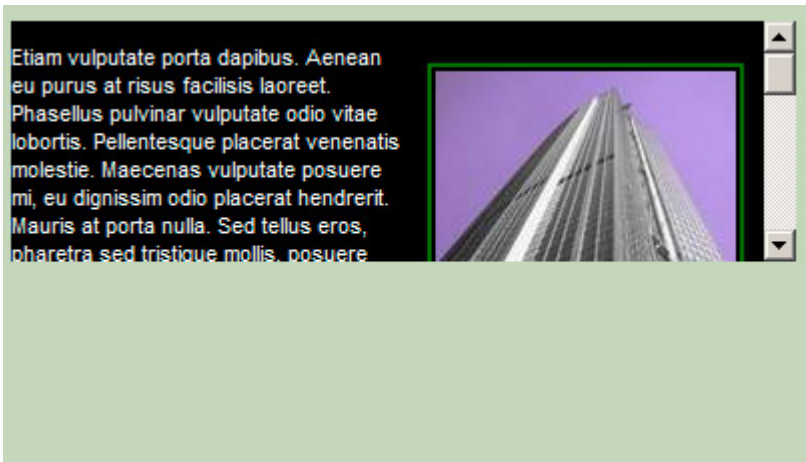 Etiam vulputate porta dapibus. Aenean
eu purus at risus facilisis laoreet.
Phasellus pulvinar vulputate odio vitae
lobortis. Pellentesque placerat venenatis
molestie. Maecenas vulputate posuere
mi, eu dignissim odio placerat hendrerit.
Mauris at porta nulla. Sed tellus eros,
pharetra sed tristique mollis, posuere